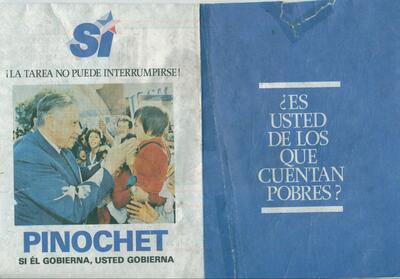 Sí
¡LA TAREA NO PUEDE INTERRUMPIRSE!
PINOCHET
SI ÉL GOBIERNA, USTED GOBIERNA
¿ES
USTED
DE LOS
QUE
CUENTAN
POBRES?